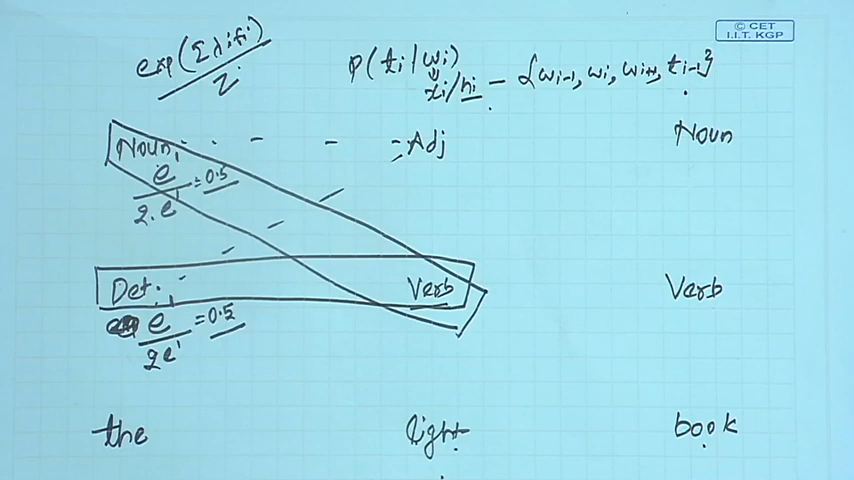 © CET
I.I.T. KGP
exp(Σλifi)
Zi
P(ti|wi)
xi/hi - {wi-1, wi, wi+1, ti-1}
Noun Adj Noun
e
2·e' = 0.5
Det Verb Verb
e
2e' = 0.5
the light book